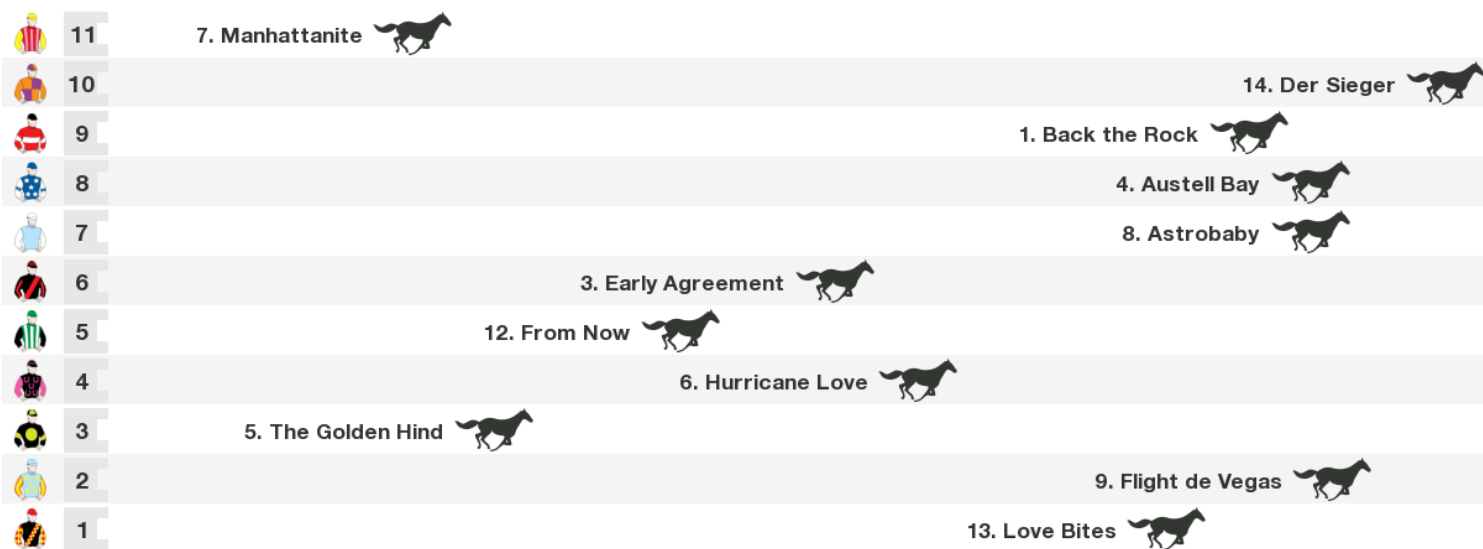 11 7. Manhattanite
10 14. Der Sieger
9 1. Back the Rock
8 4. Austell Bay
7 8. Astrobaby
6 3. Early Agreement
5 12. From Now
4 6. Hurricane Love
3 5. The Golden Hind
2 9. Flight de Vegas
1 13. Love Bites